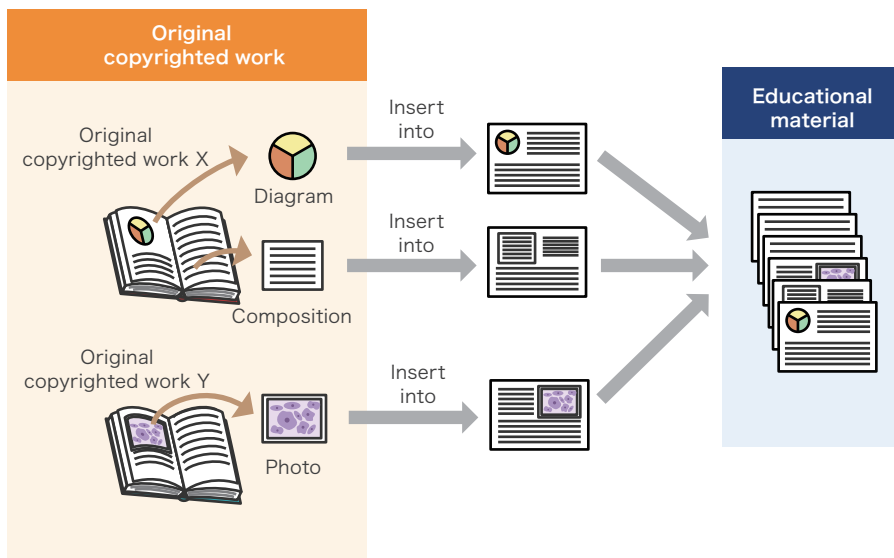 Original
copyrighted work
Original
copyrighted work X
Diagram
Composition
Original
copyrighted work Y
Photo
Insert
into
Insert
into
Insert
into
Educational
material